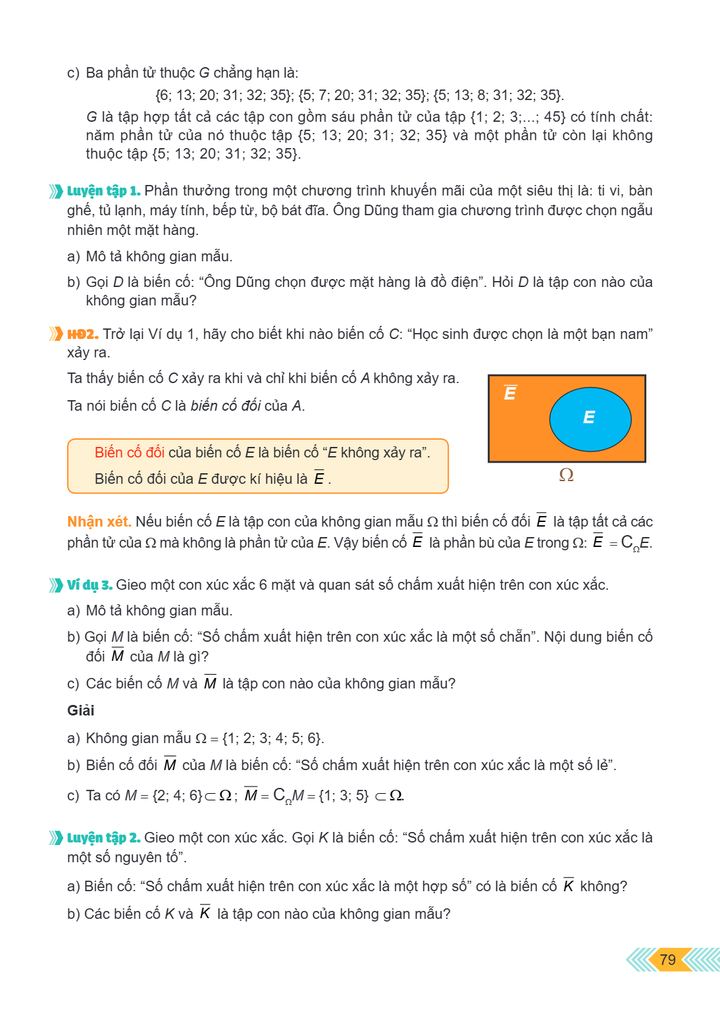 c) Ba phần tử thuộc G chẳng hạn là:
{6; 13; 20; 31; 32; 35}; {5; 7; 20; 31; 32; 35}; {5; 13; 8; 31; 32; 35}.
G là tập hợp tất cả các tập con gồm sáu phần tử của tập {1; 2; 3;...; 45} có tính chất:
năm phần tử của nó thuộc tập {5; 13; 20; 31; 32; 35} và một phần tử còn lại không
thuộc tập {5; 13; 20; 31; 32; 35}.
Luyện tập 1. Phần thưởng trong một chương trình khuyến mãi của một siêu thị là: ti vi, bàn
ghế, tủ lạnh, máy tính, bếp từ, bộ bát đĩa. Ông Dũng tham gia chương trình được chọn ngẫu
nhiên một mặt hàng.
a) Mô tả không gian mẫu.
b) Gọi D là biến cố: “Ông Dũng chọn được mặt hàng là đồ điện”. Hỏi D là tập con nào của
không gian mẫu?
HĐ2. Trở lại Ví dụ 1, hãy cho biết khi nào biến cố C: “Học sinh được chọn là một bạn nam”
xảy ra.
Ta thấy biến cố C xảy ra khi và chỉ khi biến cố A không xảy ra.
Ta nói biến cố C là biến cố đối của A.
E̅
E
Ω
Biến cố đối của biến cố E là biến cố “E không xảy ra”.
Biến cố đối của E được kí hiệu là E̅ .
Nhận xét. Nếu biến cố E là tập con của không gian mẫu Ω thì biến cố đối E̅ là tập tất cả các
phần tử của Ω mà không là phần tử của E. Vậy biến cố E̅ là phần bù của E trong Ω: E̅ = C_ΩE.
Ví dụ 3. Gieo một con xúc xắc 6 mặt và quan sát số chấm xuất hiện trên con xúc xắc.
a) Mô tả không gian mẫu.
b) Gọi M là biến cố: “Số chấm xuất hiện trên con xúc xắc là một số chẵn”. Nội dung biến cố
đối M̅ của M là gì?
c) Các biến cố M và M̅ là tập con nào của không gian mẫu?
Giải
a) Không gian mẫu Ω = {1; 2; 3; 4; 5; 6}.
b) Biến cố đối M̅ của M là biến cố: “Số chấm xuất hiện trên con xúc xắc là một số lẻ”.
c) Ta có M = {2; 4; 6} ⊂ Ω ; M̅ = C_ΩM = {1; 3; 5} ⊂ Ω.
Luyện tập 2. Gieo một con xúc xắc. Gọi K là biến cố: “Số chấm xuất hiện trên con xúc xắc là
một số nguyên tố”.
a) Biến cố: “Số chấm xuất hiện trên con xúc xắc là một hợp số” có là biến cố K̅ không?
b) Các biến cố K và K̅ là tập con nào của không gian mẫu?
79